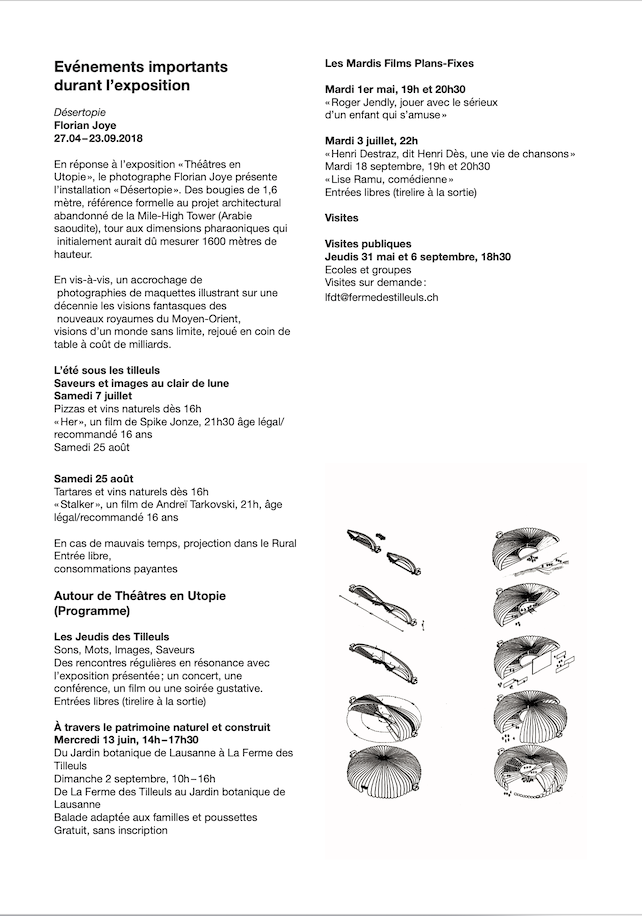 Evénements importants
durant l’exposition
Désertopie
Florian Joye
27.04–23.09.2018
En réponse à l’exposition «Théâtres en
Utopie», le photographe Florian Joye présente
l’installation «Désertopie». Des bougies de 1,6
mètre, référence formelle au projet architectural
abandonné de la Mile-High Tower (Arabie
saoudite), tour aux dimensions pharaoniques qui
initialement aurait dû mesurer 1600 mètres de
hauteur.
En vis-à-vis, un accrochage de
photographies de maquettes illustrant sur une
décennie les visions fantasques des
nouveaux royaumes du Moyen-Orient,
visions d’un monde sans limite, rejoué en coin de
table à coût de milliards.
L’été sous les tilleuls
Saveurs et images au clair de lune
Samedi 7 juillet
Pizzas et vins naturels dès 16h
«Her», un film de Spike Jonze, 21h30 âge légal/
recommandé 16 ans
Samedi 25 août
Samedi 25 août
Tartares et vins naturels dès 16h
«Stalker», un film de Andreï Tarkovski, 21h, âge
légal/recommandé 16 ans
En cas de mauvais temps, projection dans le Rural
Entrée libre,
consommations payantes
Autour de Théâtres en Utopie
(Programme)
Les Jeudis des Tilleuls
Sons, Mots, Images, Saveurs
Des rencontres régulières en résonance avec
l’exposition présentée; un concert, une
conférence, un film ou une soirée gustative.
Entrées libres (tirelire à la sortie)
À travers le patrimoine naturel et construit
Mercredi 13 juin, 14h–17h30
Du Jardin botanique de Lausanne à La Ferme des
Tilleuls
Dimanche 2 septembre, 10h–16h
De La Ferme des Tilleuls au Jardin botanique de
Lausanne
Balade adaptée aux familles et poussettes
Gratuit, sans inscription
Les Mardis Films Plans-Fixes
Mardi 1er mai, 19h et 20h30
«Roger Jendly, jouer avec le sérieux
d’un enfant qui s’amuse»
Mardi 3 juillet, 22h
«Henri Destraz, dit Henri Dès, une vie de chansons»
Mardi 18 septembre, 19h et 20h30
«Lise Ramu, comédienne»
Entrées libres (tirelire à la sortie)
Visites
Visites publiques
Jeudis 31 mai et 6 septembre, 18h30
Ecoles et groupes
Visites sur demande:
lfdt@fermedestilleuls.ch